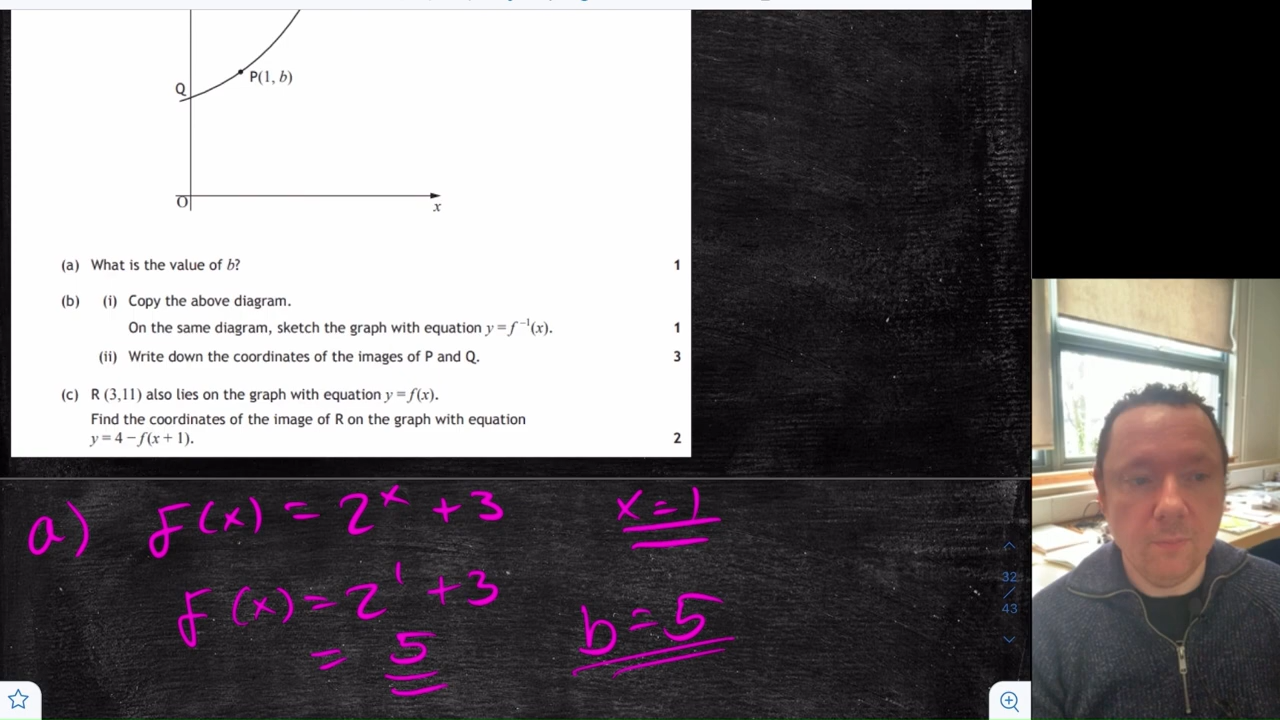 Q
P(1, b)
O
x
(a) What is the value of b? 1
(b) (i) Copy the above diagram.
On the same diagram, sketch the graph with equation y = f⁻¹(x). 1
(ii) Write down the coordinates of the images of P and Q. 3
(c) R (3,11) also lies on the graph with equation y = f(x).
Find the coordinates of the image of R on the graph with equation
y = 4 − f(x + 1). 2
a) f(x) = 2ˣ + 3 x = 1
f(x) = 2¹ + 3
= 5 b = 5
32
/
43